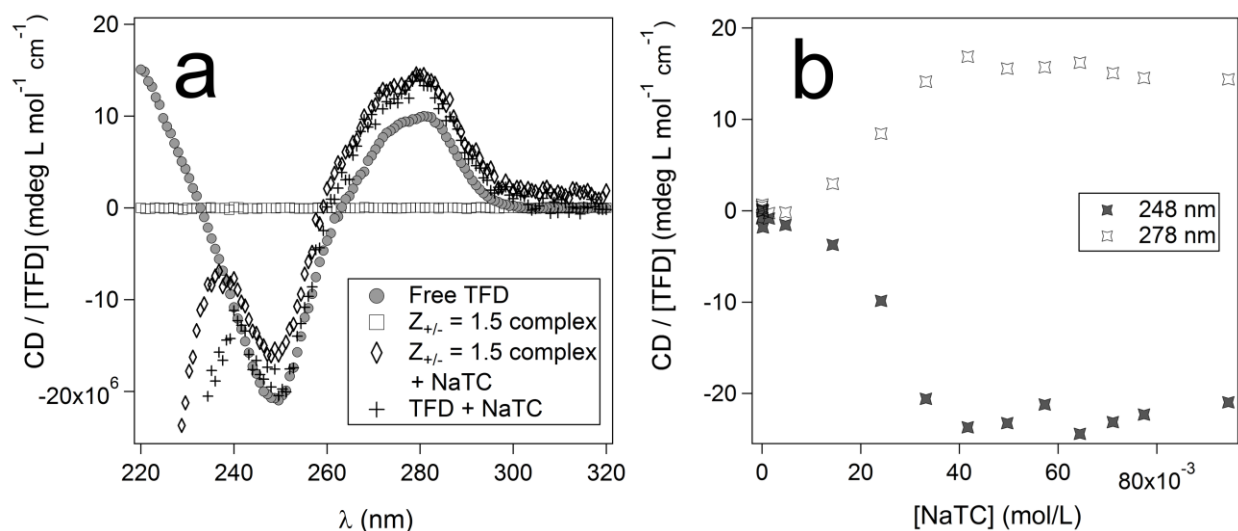 20
10
0
-10
-20x10⁶
CD / [TFD] (mdeg L mol⁻¹ cm⁻¹)
a
Free TFD
Z₊/₋ = 1.5 complex
Z₊/₋ = 1.5 complex
+ NaTC
TFD + NaTC
220 240 260 280 300 320
λ (nm)
20
10
0
-10
-20
CD / [TFD] (mdeg L mol⁻¹ cm⁻¹)
b
248 nm
278 nm
0 20 40 60 80x10⁻³
[NaTC] (mol/L)